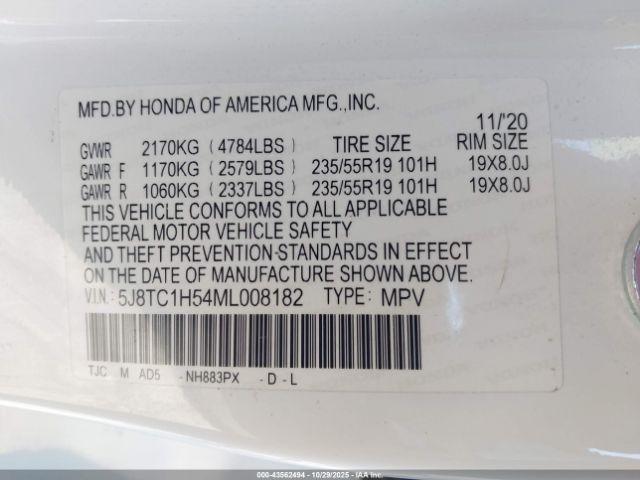 MFD.BY HONDA OF AMERICA MFG.,INC.
11/'20
GVWR 2170KG (4784LBS) TIRE SIZE RIM SIZE
GAWR F 1170KG (2579LBS) 235/55R19 101H 19X8.0J
GAWR R 1060KG (2337LBS) 235/55R19 101H 19X8.0J
THIS VEHICLE CONFORMS TO ALL APPLICABLE
FEDERAL MOTOR VEHICLE SAFETY
AND THEFT PREVENTION-STANDARDS IN EFFECT
ON THE DATE OF MANUFACTURE SHOWN ABOVE.
V.I.N.: 5J8TC1H54ML008182 TYPE: MPV
TJC M AD5 -NH883PX -D-L
000-43562494 | 10/29/2025 | IAA, Inc